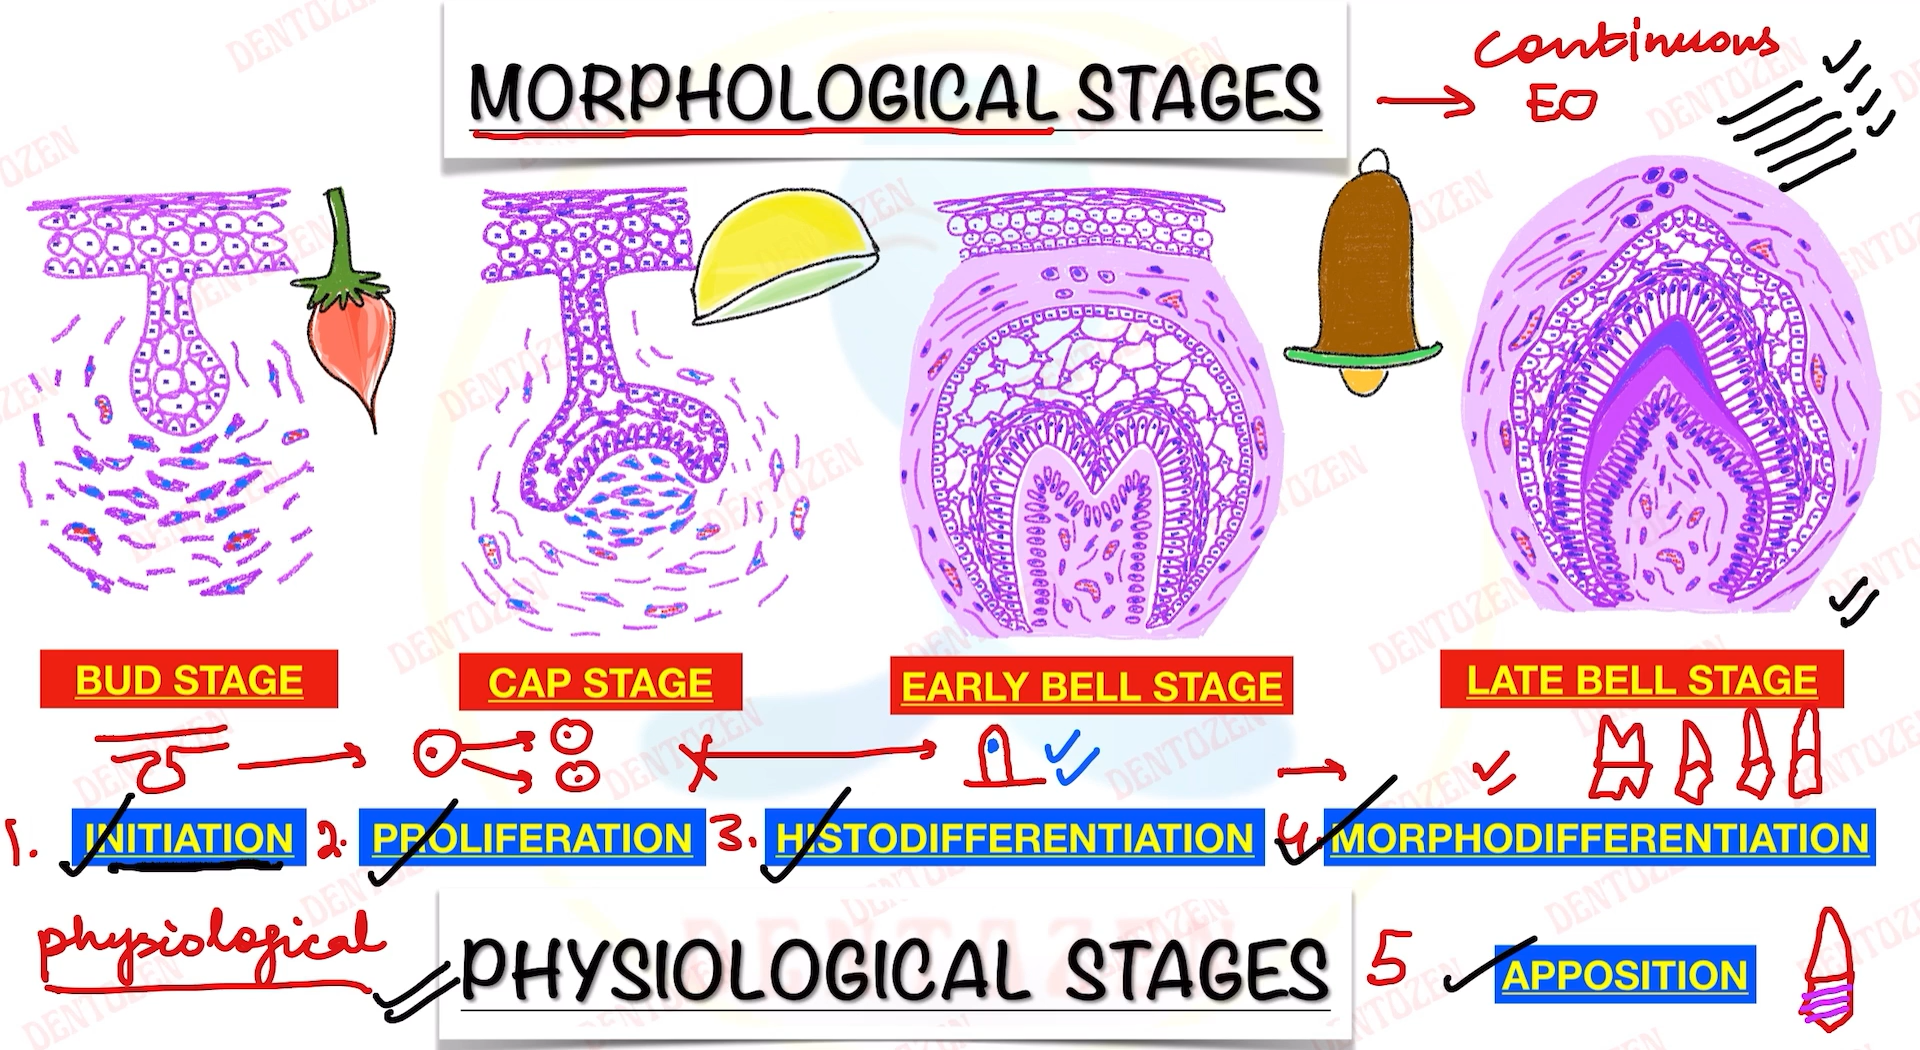 MORPHOLOGICAL STAGES
continuous
EO
BUD STAGE
CAP STAGE
EARLY BELL STAGE
LATE BELL STAGE
1. INITIATION
2. PROLIFERATION
3. HISTODIFFERENTIATION
4. MORPHODIFFERENTIATION
physiological
PHYSIOLOGICAL STAGES
5 APPOSITION
DENTOZEN